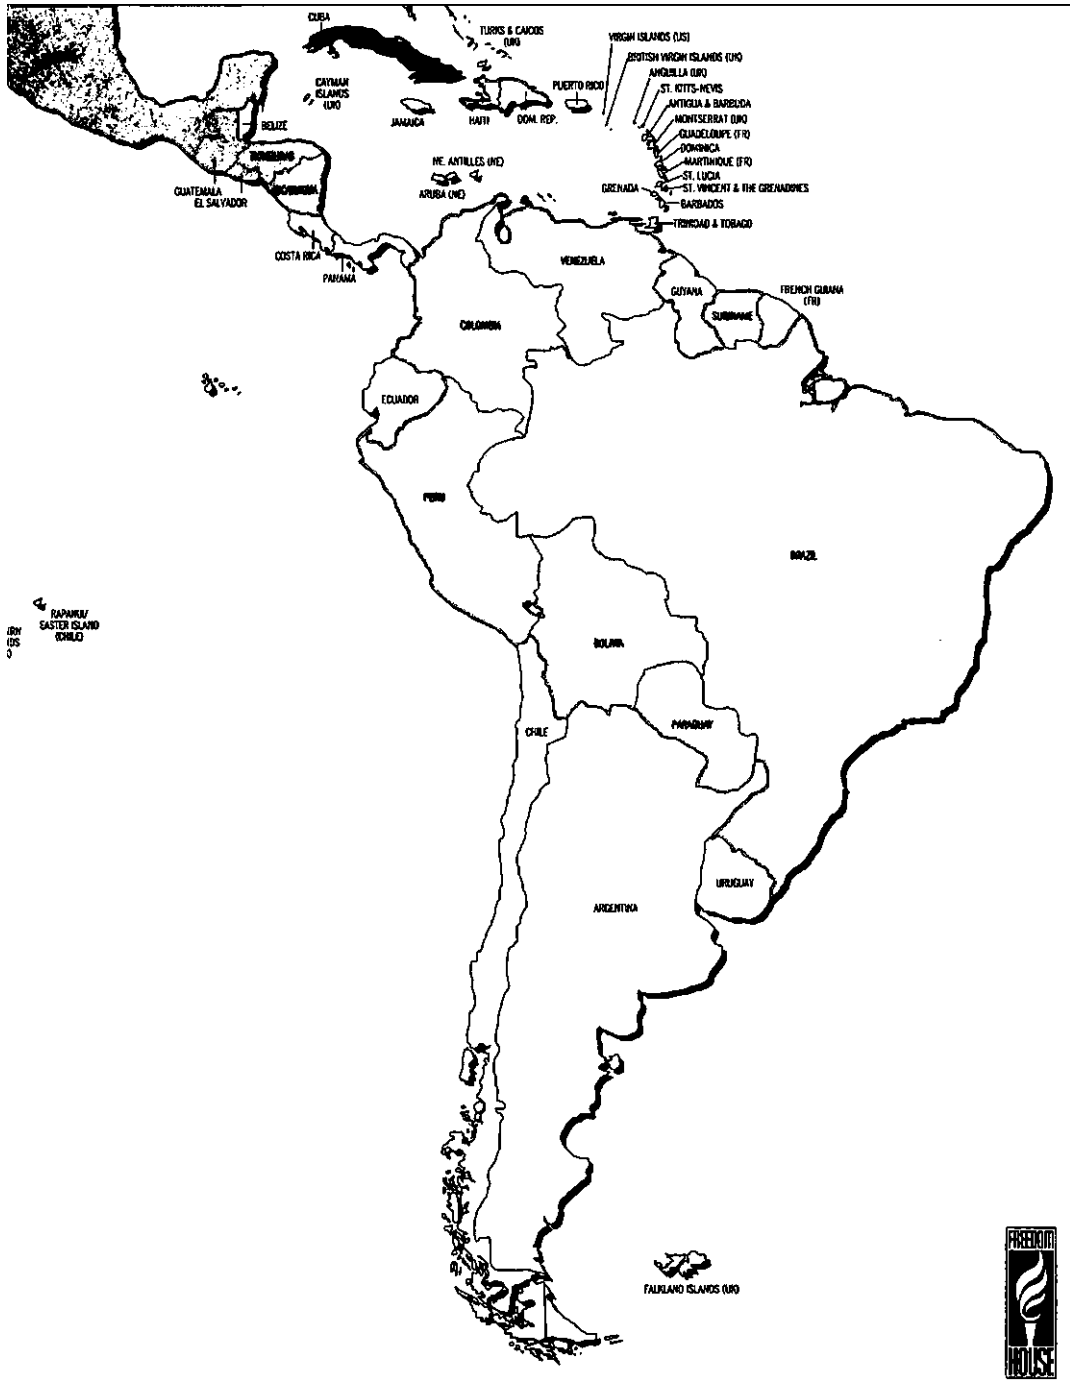 CUBA
TURKS & CAICOS
(UK)
VIRGIN ISLANDS (US)
BRITISH VIRGIN ISLANDS (UK)
ANGUILLA (UK)
ST. KITTS-NEVIS
ANTIGUA & BARBUDA
MONTSERRAT (UK)
GUADELOUPE (FR)
DOMINICA
MARTINIQUE (FR)
ST. LUCIA
ST. VINCENT & THE GRENADINES
GRENADA
BARBADOS
TRINIDAD & TOBAGO
CAYMAN
ISLANDS
(UK)
PUERTO RICO
JAMAICA
HAITI
DOM. REP.
BELIZE
HONDURAS
NICARAGUA
GUATEMALA
EL SALVADOR
NE. ANTILLES (NE)
ARUBA (NE)
COSTA RICA
PANAMA
VENEZUELA
GUYANA
SURINAME
FRENCH GUIANA
(FR)
COLOMBIA
ECUADOR
PERU
BRAZIL
RAPANUI/
EASTER ISLAND
(CHILE)
BOLIVIA
CHILE
PARAGUAY
URUGUAY
ARGENTINA
FALKLAND ISLANDS (UK)
FREEDOM
HOUSE